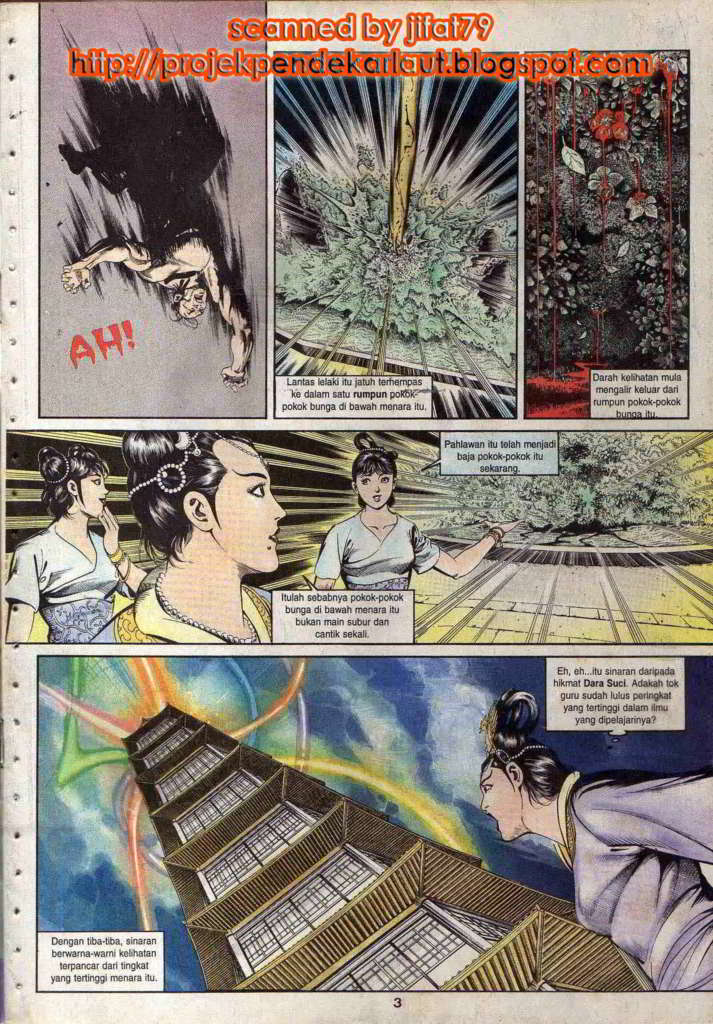 scanned by jifat79
http://projekpendekarlaut.blogspot.com
AH!
Lantas lelaki itu jatuh terhempas
ke dalam satu rumpun pokok-
pokok bunga di bawah menara itu.
Darah kelihatan mula
mengalir keluar dari
rumpun pokok-pokok
bunga itu.
Pahlawan itu telah menjadi
baja pokok-pokok itu
sekarang.
Itulah sebabnya pokok-pokok
bunga di bawah menara itu
bukan main subur dan
cantik sekali.
Eh, eh...itu sinaran daripada
hikmat Dara Suci. Adakah tok
guru sudah lulus peringkat
yang tertinggi dalam ilmu
yang dipelajarinya?
Dengan tiba-tiba, sinaran
berwarna-warni kelihatan
terpancar dari tingkat
yang tertinggi menara itu.
3